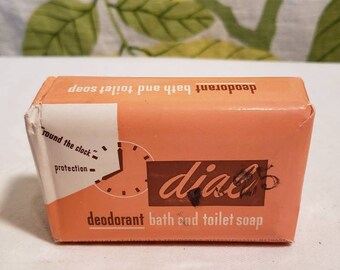 deodorant bath and toilet soap
'round the clock
protection
dial
deodorant bath and toilet soap